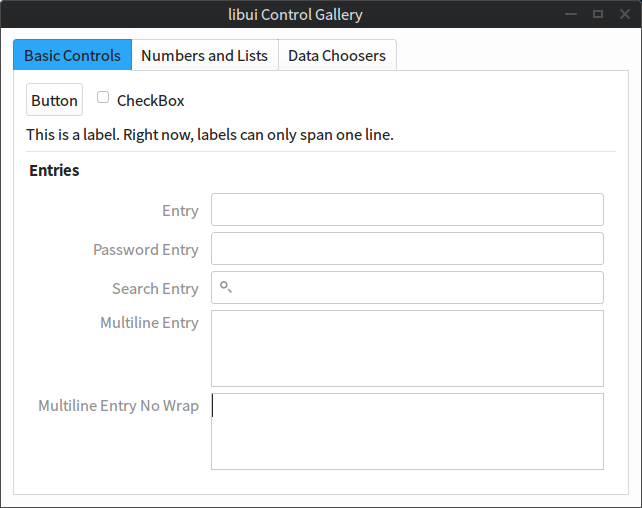 libui Control Gallery
Basic Controls Numbers and Lists Data Choosers
Button CheckBox
This is a label. Right now, labels can only span one line.
Entries
Entry
Password Entry
Search Entry
Multiline Entry
Multiline Entry No Wrap